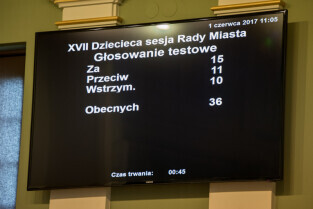 1 czerwca 2017 11:05
XVII Dziecieca sesja Rady Miasta
Głosowanie testowe
Za 15
Przeciw 11
Wstrzym. 10
Obecnych 36
Czas trwania: 00:45